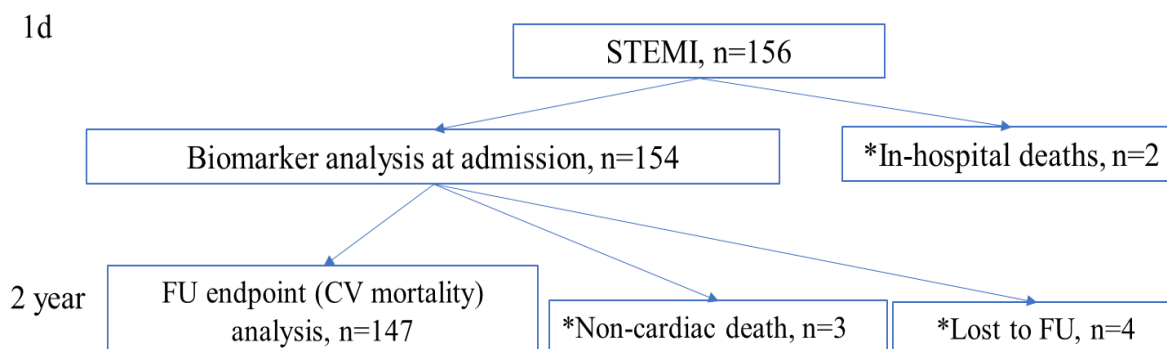 1d
STEMI, n=156
Biomarker analysis at admission, n=154
*In-hospital deaths, n=2
2 year
FU endpoint (CV mortality)
analysis, n=147
*Non-cardiac death, n=3
*Lost to FU, n=4